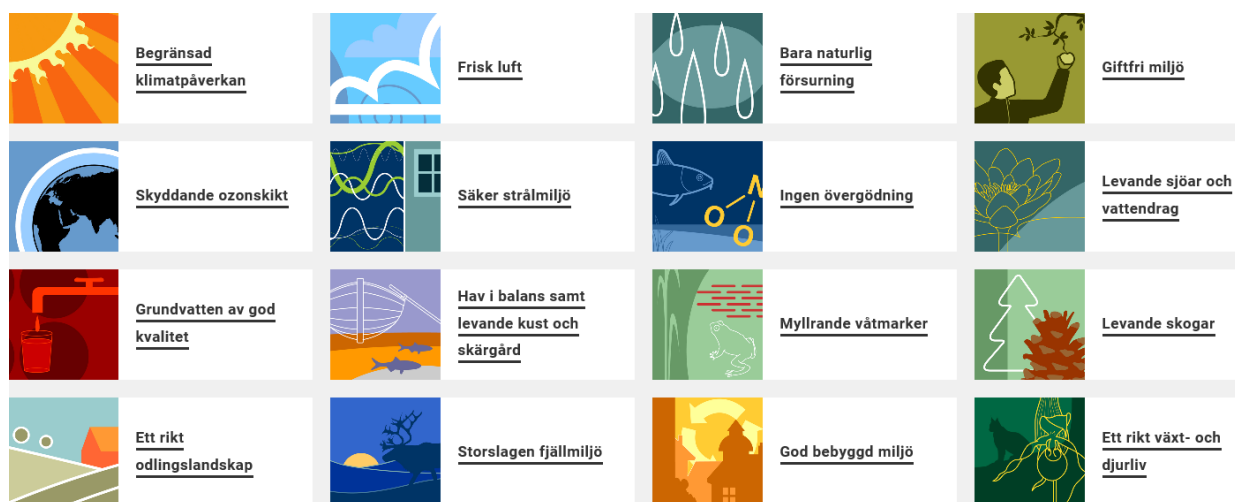 Begränsad
klimatpåverkan
Frisk luft
Bara naturlig
försurning
Giftfri miljö
Skyddande ozonskikt
Säker strålmiljö
Ingen övergödning
N
O
O
Levande sjöar och
vattendrag
Grundvatten av god
kvalitet
Hav i balans samt
levande kust och
skärgård
Myllrande våtmarker
Levande skogar
Ett rikt
odlingslandskap
Storslagen fjällmiljö
God bebyggd miljö
Ett rikt växt- och
djurliv